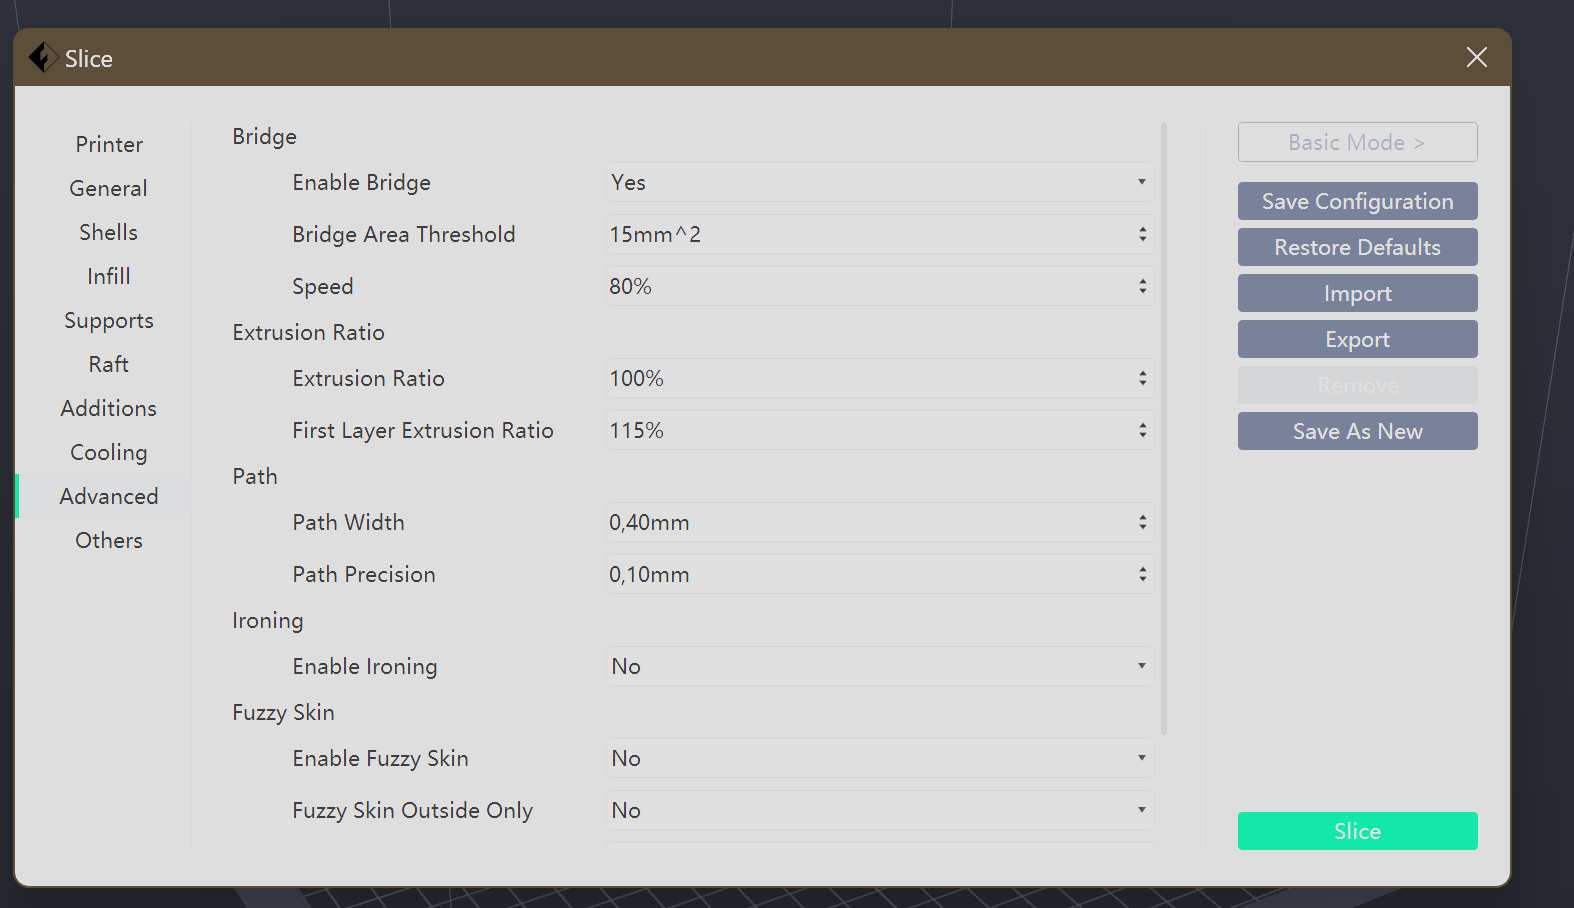 Slice
Printer
General
Shells
Infill
Supports
Raft
Additions
Cooling
Advanced
Others
Bridge
Enable Bridge Yes
Bridge Area Threshold 15mm^2
Speed 80%
Extrusion Ratio
Extrusion Ratio 100%
First Layer Extrusion Ratio 115%
Path
Path Width 0,40mm
Path Precision 0,10mm
Ironing
Enable Ironing No
Fuzzy Skin
Enable Fuzzy Skin No
Fuzzy Skin Outside Only No
Basic Mode >
Save Configuration
Restore Defaults
Import
Export
Remove
Save As New
Slice